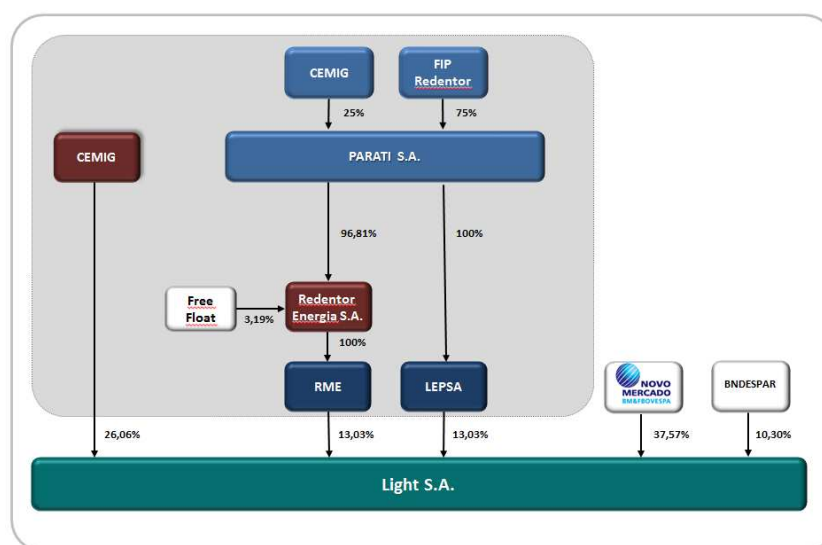 CEMIG
FIP
Redentor
25%
75%
CEMIG
PARATI S.A.
96,81%
100%
Free
Float
3,19%
Redentor
Energia S.A.
100%
RME
LEPSA
NOVO
MERCADO
BM&FBOVESPA
BNDESPAR
26,06%
13,03%
13,03%
37,57%
10,30%
Light S.A.